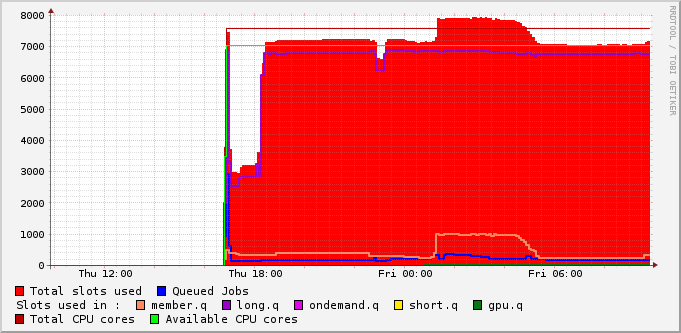 8000
7000
6000
5000
4000
3000
2000
1000
0
Thu 12:00 Thu 18:00 Fri 00:00 Fri 06:00
RRDTOOL / TOBI OETIKER
Total slots used Queued Jobs
Slots used in : member.q long.q ondemand.q short.q gpu.q
Total CPU cores Available CPU cores